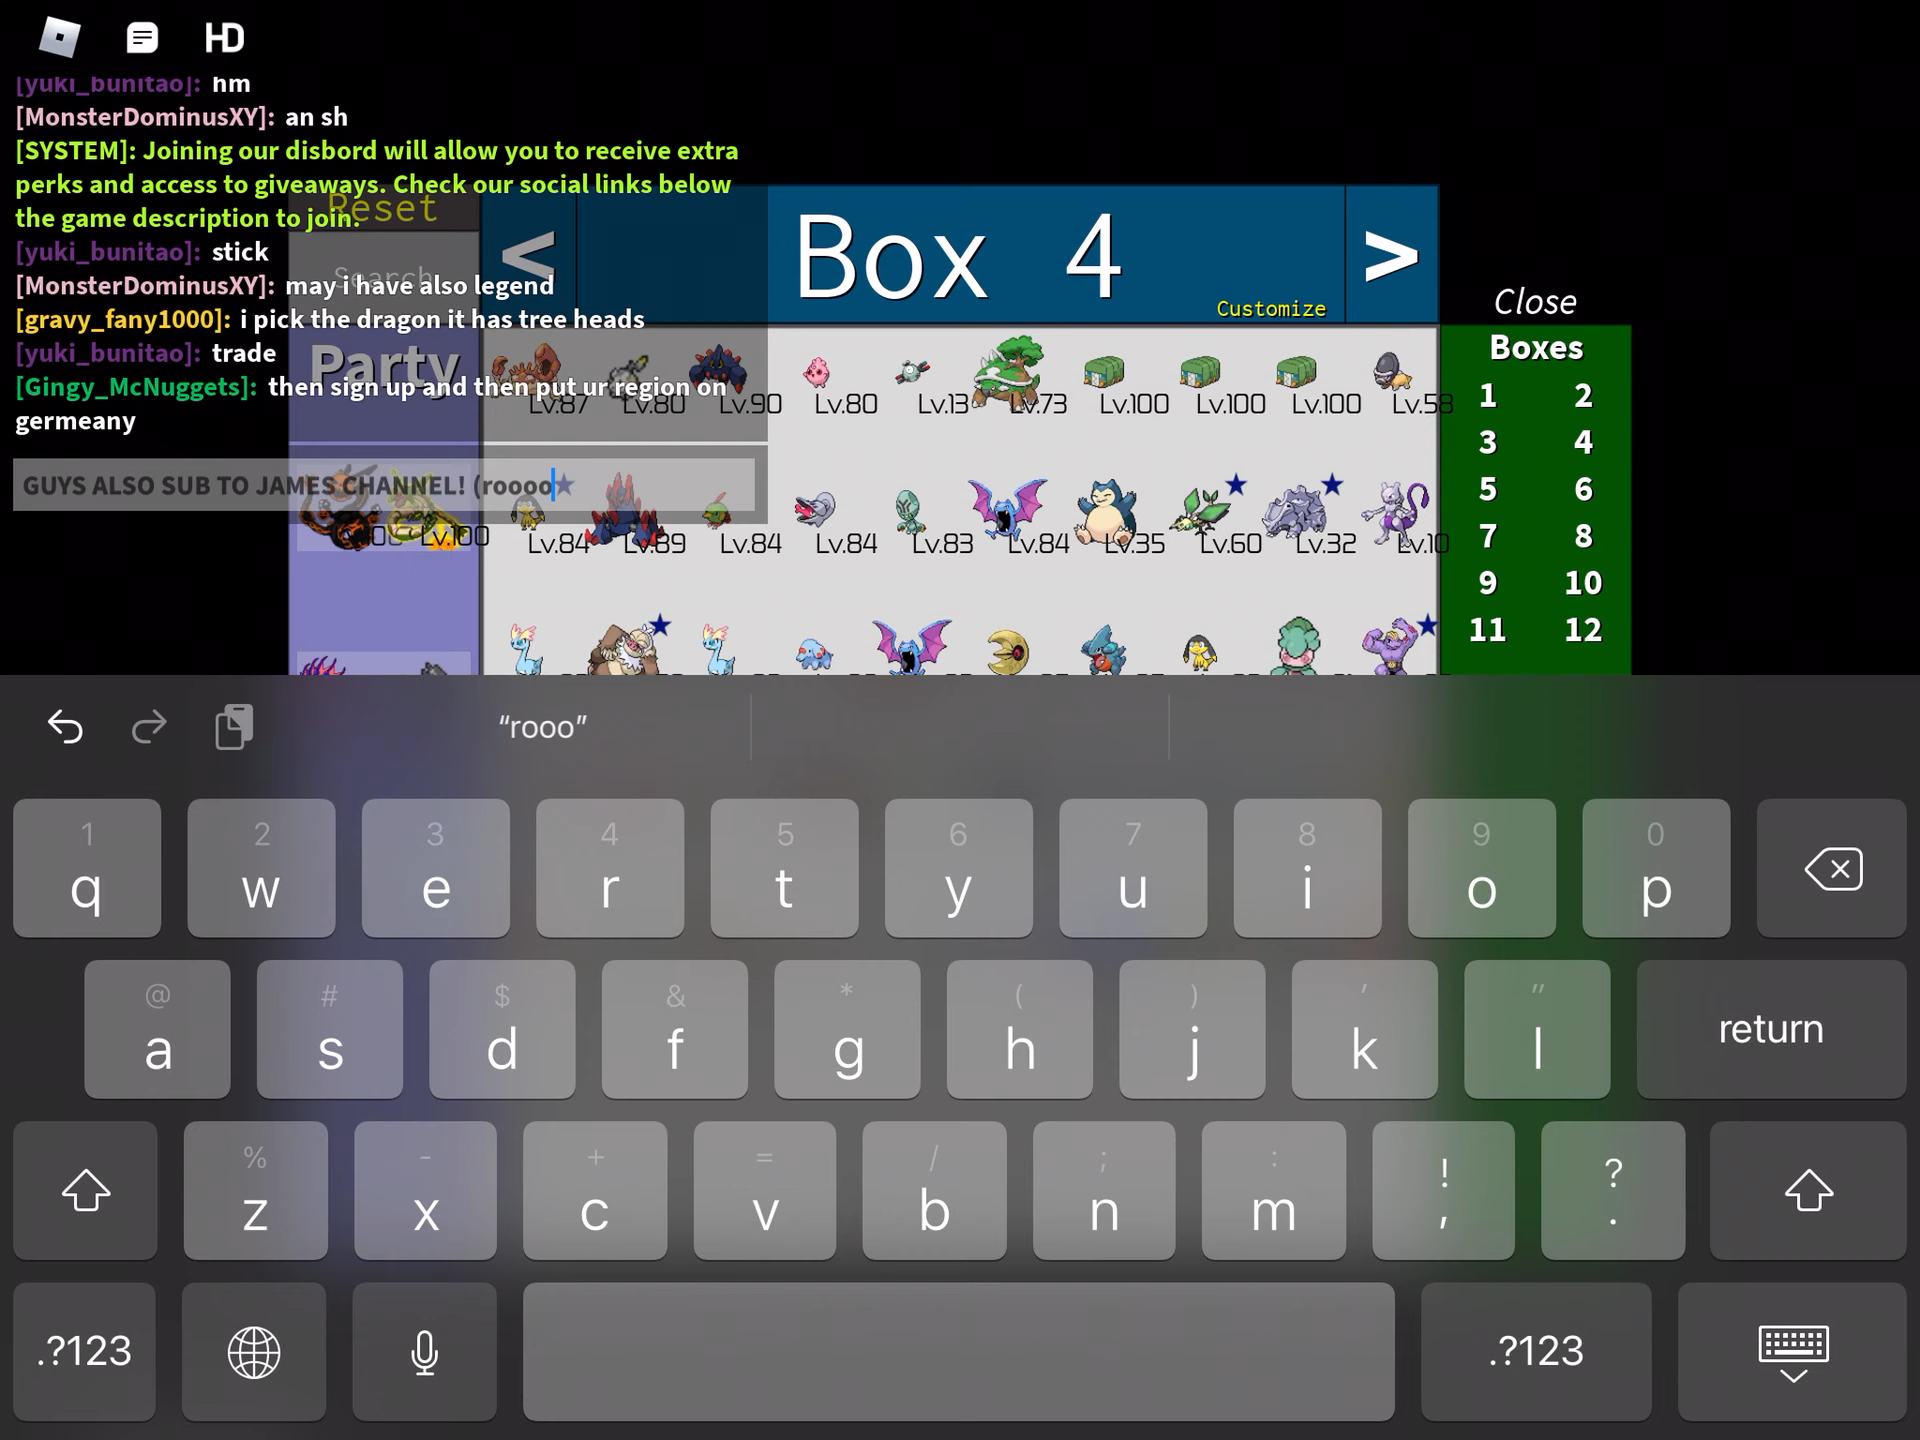 HD
[yuki_bunitao]: hm
[MonsterDominusXY]: an sh
[SYSTEM]: Joining our disbord will allow you to receive extra
perks and access to giveaways. Check our social links below
the game description to join.
[yuki_bunitao]: stick
[MonsterDominusXY]: may i have also legend
[gravy_fany1000]: i pick the dragon it has tree heads
[yuki_bunitao]: trade
[Gingy_McNuggets]: then sign up and then put ur region on
germeany
GUYS ALSO SUB TO JAMES CHANNEL! (roooo
Reset
Search
Party
Lv.100
< Box 4 >
Customize
Lv.87 Lv.80 Lv.90 Lv.80 Lv.13 Lv.73 Lv.100 Lv.100 Lv.100 Lv.58
Lv.84 Lv.89 Lv.84 Lv.84 Lv.83 Lv.84 Lv.35 Lv.60 Lv.32 Lv.10
Close
Boxes
1 2
3 4
5 6
7 8
9 10
11 12
“rooo”
1 2 3 4 5 6 7 8 9 0
q w e r t y u i o p
@ # $ & * ( ) ' "
a s d f g h j k l return
% - + = / ; : ! ?
z x c v b n m , .
.?123 .?123